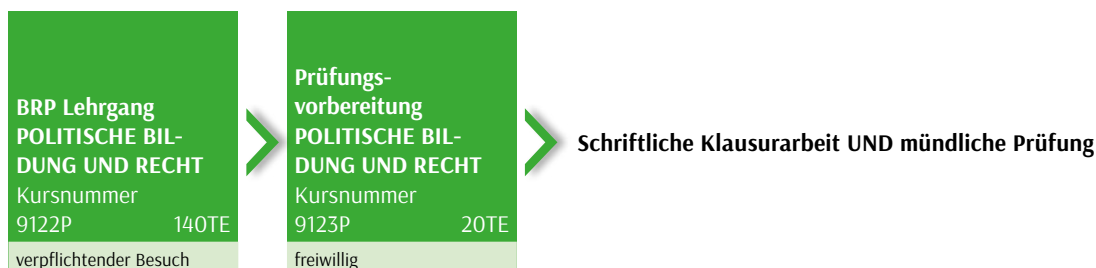 BRP Lehrgang
POLITISCHE BIL-
DUNG UND RECHT
Kursnummer
9122P 140TE
verpflichtender Besuch
Prüfungs-
vorbereitung
POLITISCHE BIL-
DUNG UND RECHT
Kursnummer
9123P 20TE
freiwillig
Schriftliche Klausurarbeit UND mündliche Prüfung